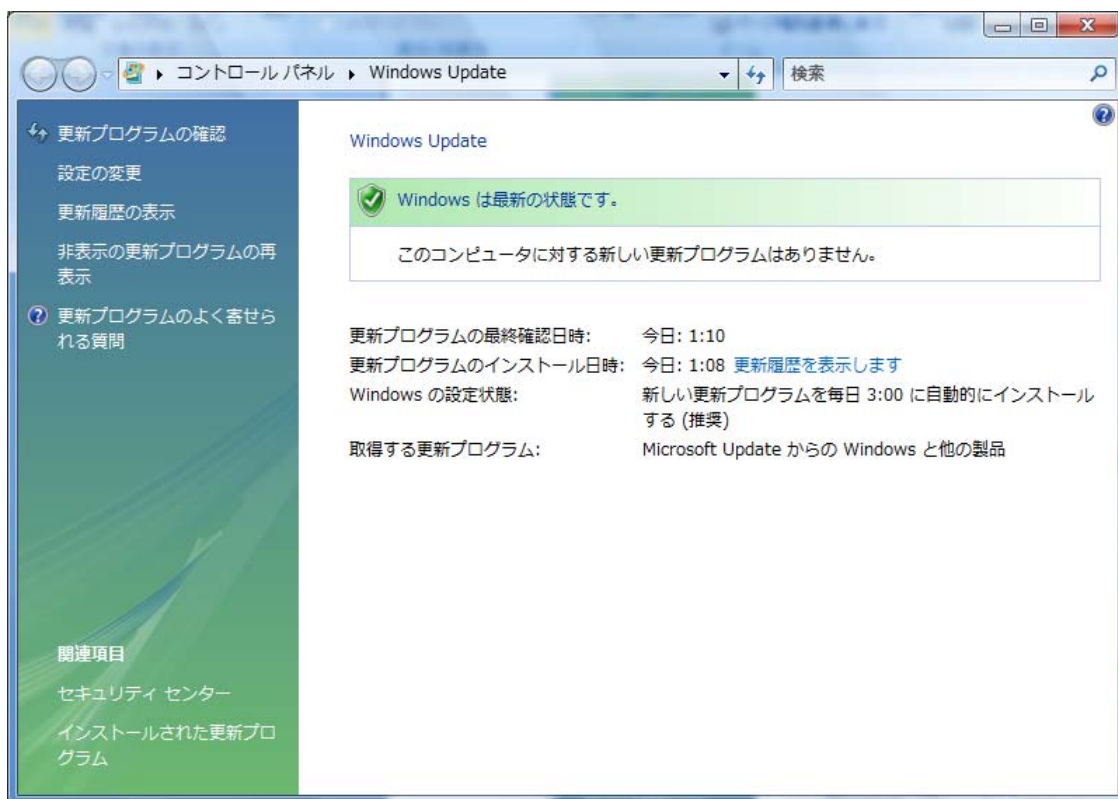 コントロール パネル ▸ Windows Update
検索
更新プログラムの確認
設定の変更
更新履歴の表示
非表示の更新プログラムの再
表示
更新プログラムのよく寄せら
れる質問
関連項目
セキュリティ センター
インストールされた更新プロ
グラム
Windows Update
Windows は最新の状態です。
このコンピュータに対する新しい更新プログラムはありません。
更新プログラムの最終確認日時: 今日: 1:10
更新プログラムのインストール日時: 今日: 1:08 更新履歴を表示します
Windows の設定状態: 新しい更新プログラムを毎日 3:00 に自動的にインストール
する (推奨)
取得する更新プログラム: Microsoft Update からの Windows と他の製品